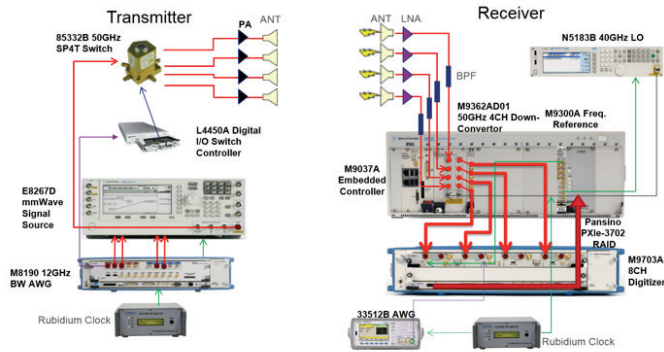 Transmitter
85332B 50GHz
SP4T Switch
PA
ANT
L4450A Digital
I/O Switch
Controller
E8267D
mmWave
Signal
Source
M8190 12GHz
BW AWG
Rubidium Clock
Receiver
ANT
LNA
N5183B 40GHz LO
BPF
M9362AD01
50GHz 4CH Down-
Convertor
M9300A Freq.
Reference
M9037A
Embedded
Controller
Pansino
PXIe-3702
RAID
M9703A
8CH
Digitizer
33512B AWG
Rubidium Clock